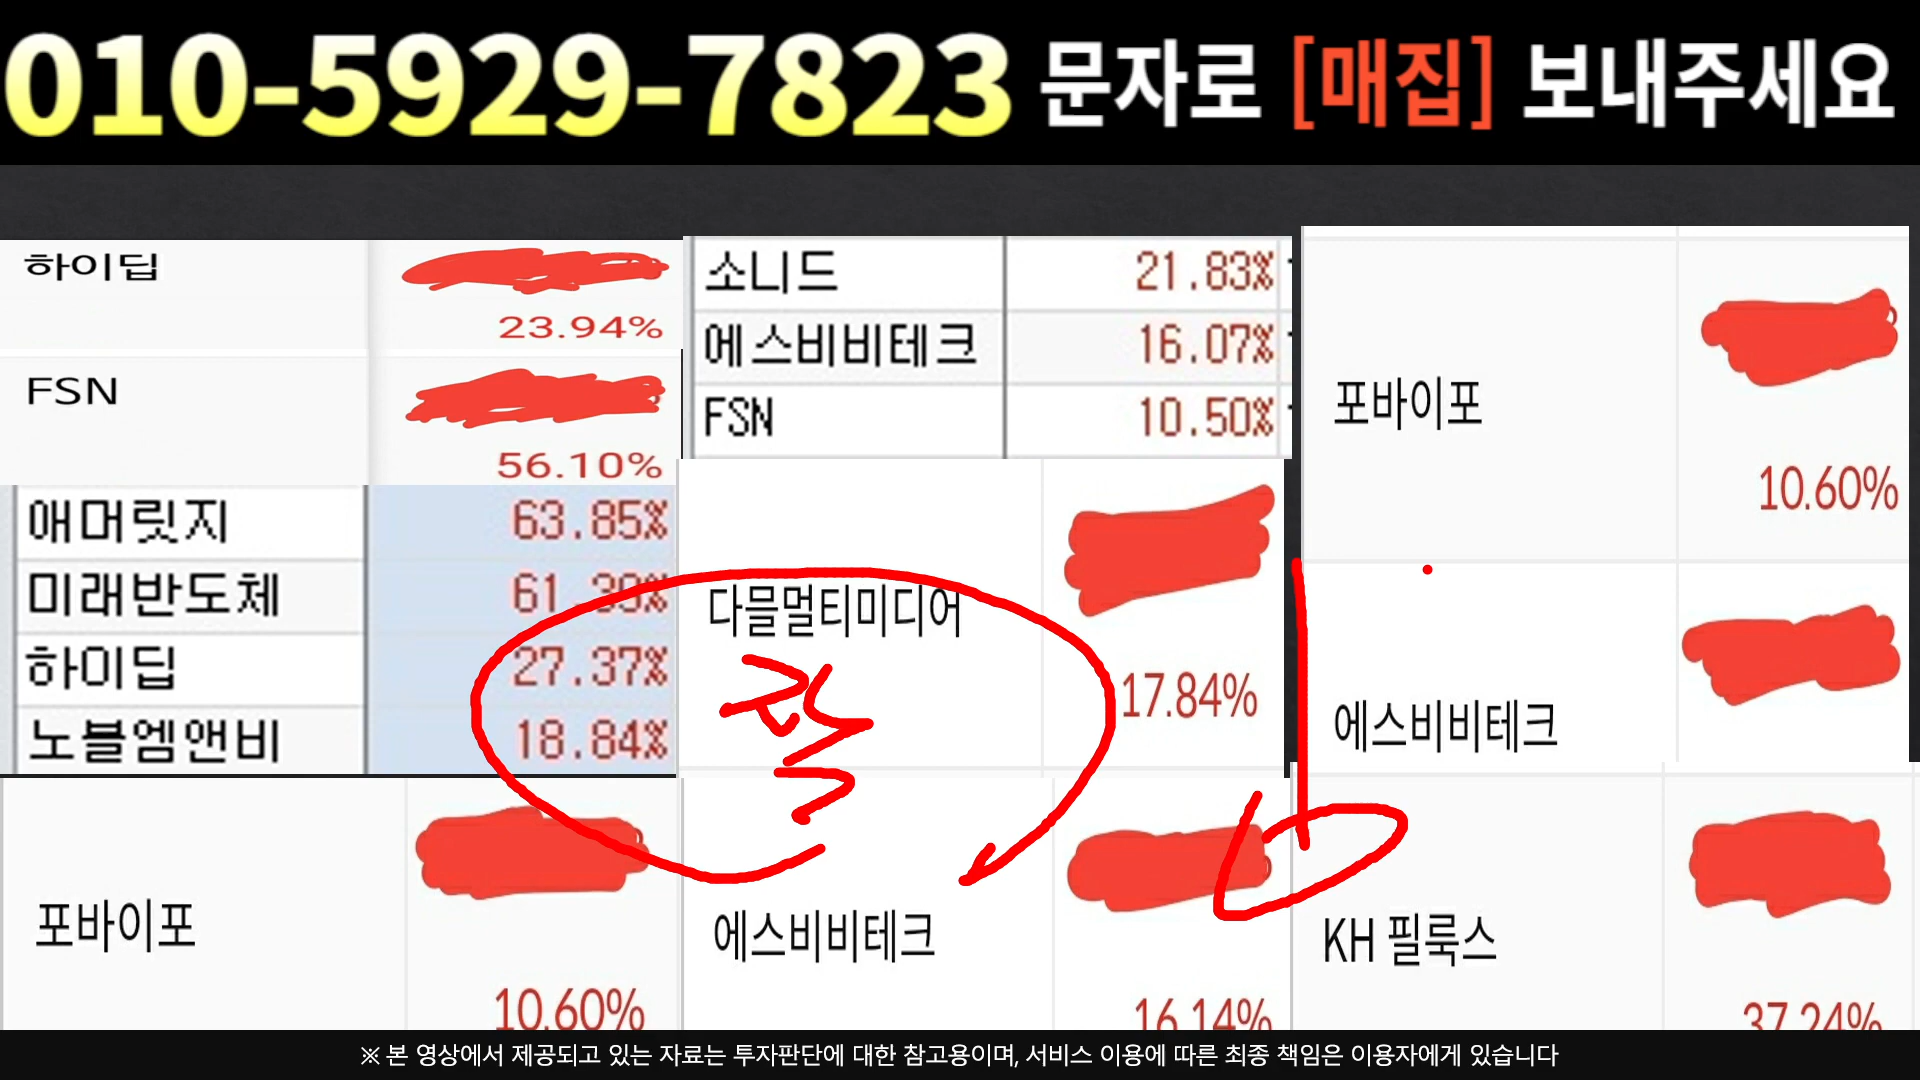 010-5929-7823 문자로 [매집] 보내주세요
하이딥
23.94%
FSN
56.10%
애머릿지 63.85%
미래반도체 61.39%
하이딥 27.37%
노블엠앤비 18.84%
소니드 21.83%
에스비비테크 16.07%
FSN 10.50%
다믈멀티미디어
17.84%
포바이포
10.60%
에스비비테크
포바이포
10.60%
에스비비테크
16.14%
KH 필룩스
37.24%
※ 본 영상에서 제공되고 있는 자료는 투자판단에 대한 참고용이며, 서비스 이용에 따른 최종 책임은 이용자에게 있습니다